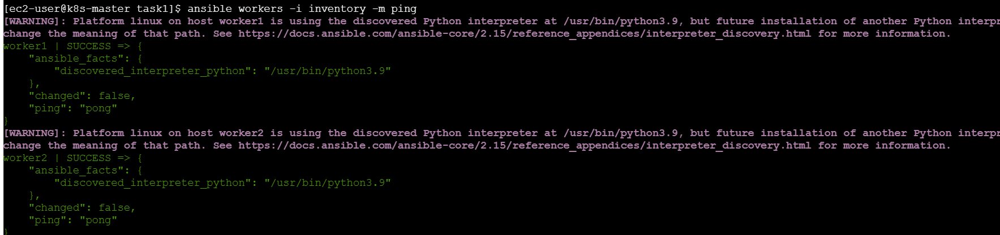 [ec2-user@k8s-master task1]$ ansible workers -i inventory -m ping
[WARNING]: Platform linux on host worker1 is using the discovered Python interpreter at /usr/bin/python3.9, but future installation of another Python interpr
change the meaning of that path. See https://docs.ansible.com/ansible-core/2.15/reference_appendices/interpreter_discovery.html for more information.
worker1 | SUCCESS => {
    "ansible_facts": {
        "discovered_interpreter_python": "/usr/bin/python3.9"
    },
    "changed": false,
    "ping": "pong"
}
[WARNING]: Platform linux on host worker2 is using the discovered Python interpreter at /usr/bin/python3.9, but future installation of another Python interpr
change the meaning of that path. See https://docs.ansible.com/ansible-core/2.15/reference_appendices/interpreter_discovery.html for more information.
worker2 | SUCCESS => {
    "ansible_facts": {
        "discovered_interpreter_python": "/usr/bin/python3.9"
    },
    "changed": false,
    "ping": "pong"
}